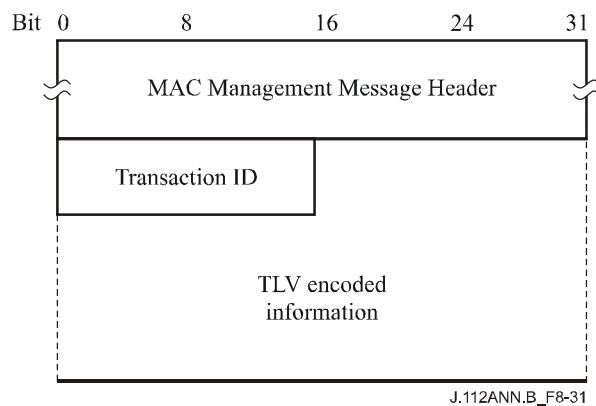 Bit 0 8 16 24 31
MAC Management Message Header
Transaction ID
TLV encoded
information
J.112ANN.B_F8-31